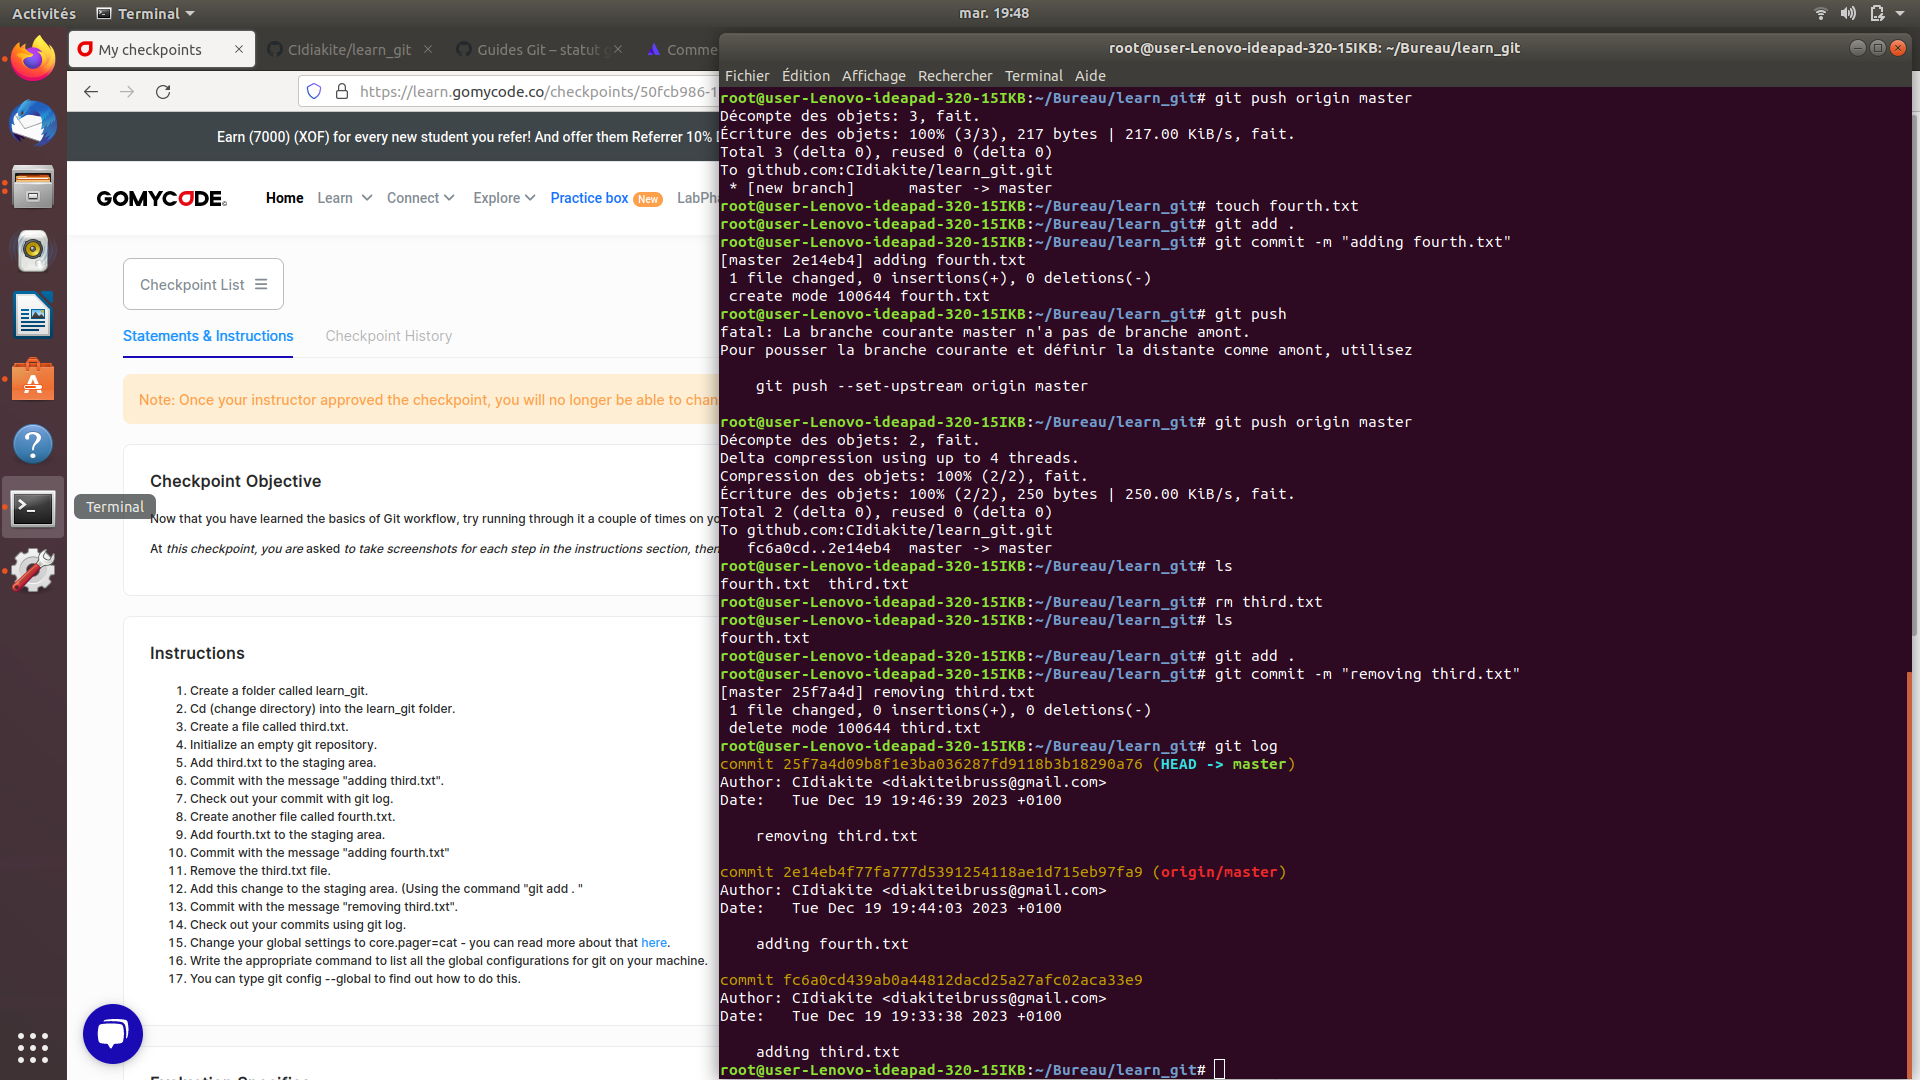 Activités
Terminal
mar. 19:48
My checkpoints
CIdiakite/learn_git
Guides Git – statut
Comme
https://learn.gomycode.co/checkpoints/50fcb986-1
Earn (7000) (XOF) for every new student you refer! And offer them Referrer 10%
GOMYCODE
Home
Learn
Connect
Explore
Practice box
New
LabPh
Checkpoint List
Statements & Instructions
Checkpoint History
Note: Once your instructor approved the checkpoint, you will no longer be able to chan
Checkpoint Objective
Now that you have learned the basics of Git workflow, try running through it a couple of times on yo
At this checkpoint, you are asked to take screenshots for each step in the instructions section, then
Terminal
Instructions
1. Create a folder called learn_git.
2. Cd (change directory) into the learn_git folder.
3. Create a file called third.txt.
4. Initialize an empty git repository.
5. Add third.txt to the staging area.
6. Commit with the message "adding third.txt".
7. Check out your commit with git log.
8. Create another file called fourth.txt.
9. Add fourth.txt to the staging area.
10. Commit with the message "adding fourth.txt"
11. Remove the third.txt file.
12. Add this change to the staging area. (Using the command "git add . "
13. Commit with the message "removing third.txt".
14. Check out your commits using git log.
15. Change your global settings to core.pager=cat - you can read more about that here.
16. Write the appropriate command to list all the global configurations for git on your machine.
17. You can type git config --global to find out how to do this.
root@user-Lenovo-ideapad-320-15IKB: ~/Bureau/learn_git
Fichier Édition Affichage Rechercher Terminal Aide
root@user-Lenovo-ideapad-320-15IKB:~/Bureau/learn_git# git push origin master
Décompte des objets: 3, fait.
Écriture des objets: 100% (3/3), 217 bytes | 217.00 KiB/s, fait.
Total 3 (delta 0), reused 0 (delta 0)
To github.com:CIdiakite/learn_git.git
 * [new branch]      master -> master
root@user-Lenovo-ideapad-320-15IKB:~/Bureau/learn_git# touch fourth.txt
root@user-Lenovo-ideapad-320-15IKB:~/Bureau/learn_git# git add .
root@user-Lenovo-ideapad-320-15IKB:~/Bureau/learn_git# git commit -m "adding fourth.txt"
[master 2e14eb4] adding fourth.txt
 1 file changed, 0 insertions(+), 0 deletions(-)
 create mode 100644 fourth.txt
root@user-Lenovo-ideapad-320-15IKB:~/Bureau/learn_git# git push
fatal: La branche courante master n'a pas de branche amont.
Pour pousser la branche courante et définir la distante comme amont, utilisez
    git push --set-upstream origin master
root@user-Lenovo-ideapad-320-15IKB:~/Bureau/learn_git# git push origin master
Décompte des objets: 2, fait.
Delta compression using up to 4 threads.
Compression des objets: 100% (2/2), fait.
Écriture des objets: 100% (2/2), 250 bytes | 250.00 KiB/s, fait.
Total 2 (delta 0), reused 0 (delta 0)
To github.com:CIdiakite/learn_git.git
   fc6a0cd..2e14eb4  master -> master
root@user-Lenovo-ideapad-320-15IKB:~/Bureau/learn_git# ls
fourth.txt  third.txt
root@user-Lenovo-ideapad-320-15IKB:~/Bureau/learn_git# rm third.txt
root@user-Lenovo-ideapad-320-15IKB:~/Bureau/learn_git# ls
fourth.txt
root@user-Lenovo-ideapad-320-15IKB:~/Bureau/learn_git# git add .
root@user-Lenovo-ideapad-320-15IKB:~/Bureau/learn_git# git commit -m "removing third.txt"
[master 25f7a4d] removing third.txt
 1 file changed, 0 insertions(+), 0 deletions(-)
 delete mode 100644 third.txt
root@user-Lenovo-ideapad-320-15IKB:~/Bureau/learn_git# git log
commit 25f7a4d09b8f1e3ba036287fd9118b3b18290a76 (HEAD -> master)
Author: CIdiakite <diakiteibruss@gmail.com>
Date:   Tue Dec 19 19:46:39 2023 +0100
    removing third.txt
commit 2e14eb4f77fa777d5391254118ae1d715eb97fa9 (origin/master)
Author: CIdiakite <diakiteibruss@gmail.com>
Date:   Tue Dec 19 19:44:03 2023 +0100
    adding fourth.txt
commit fc6a0cd439ab0a44812dacd25a27afc02aca33e9
Author: CIdiakite <diakiteibruss@gmail.com>
Date:   Tue Dec 19 19:33:38 2023 +0100
    adding third.txt
root@user-Lenovo-ideapad-320-15IKB:~/Bureau/learn_git#